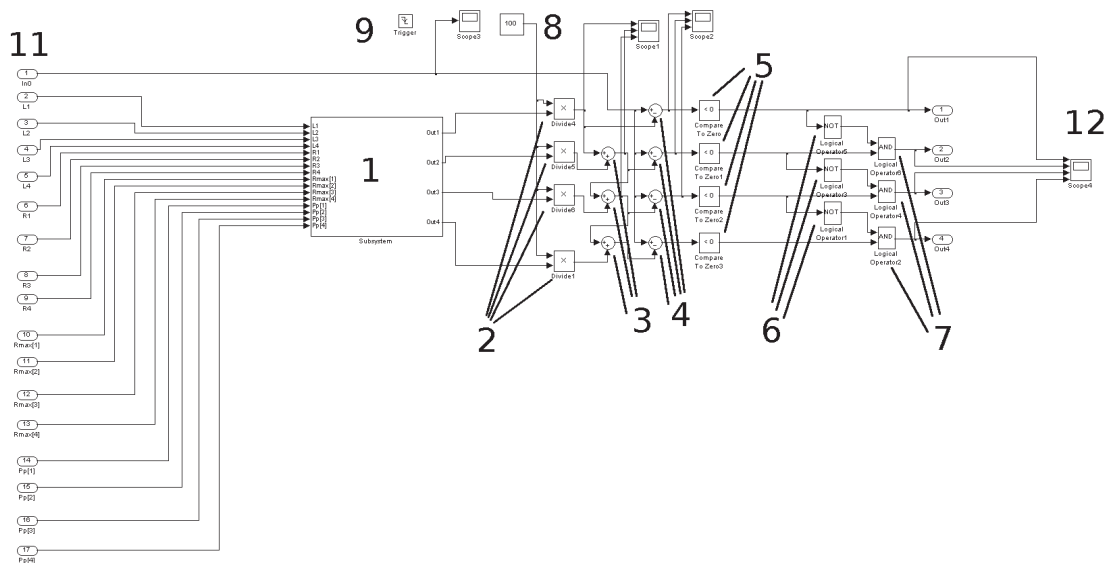 11
9
Trigger
Scope3
100
8
Scope1
Scope2
1
In0
2
L1
3
L2
4
L3
5
L4
6
R1
7
R2
8
R3
9
R4
10
Rmax[1]
11
Rmax[2]
12
Rmax[3]
13
Rmax[4]
14
Pp[1]
15
Pp[2]
16
Pp[3]
17
Pp[4]
L1
L2
L3
L4
R1
R2
R3
R4
Rmax[1]
Rmax[2]
Rmax[3]
Rmax[4]
Pp[1]
Pp[2]
Pp[3]
Pp[4]
1
Out1
Out2
Out3
Out4
Subsystem
×
Divide4
×
Divide5
×
Divide6
×
Divide1
2
3
4
5
< 0
Compare
To Zero
< 0
Compare
To Zero1
< 0
Compare
To Zero2
< 0
Compare
To Zero3
NOT
Logical
Operator5
NOT
Logical
Operator3
NOT
Logical
Operator1
6
AND
Logical
Operator6
AND
Logical
Operator4
AND
Logical
Operator2
7
1
Out1
2
Out2
3
Out3
4
Out4
12
Scope4